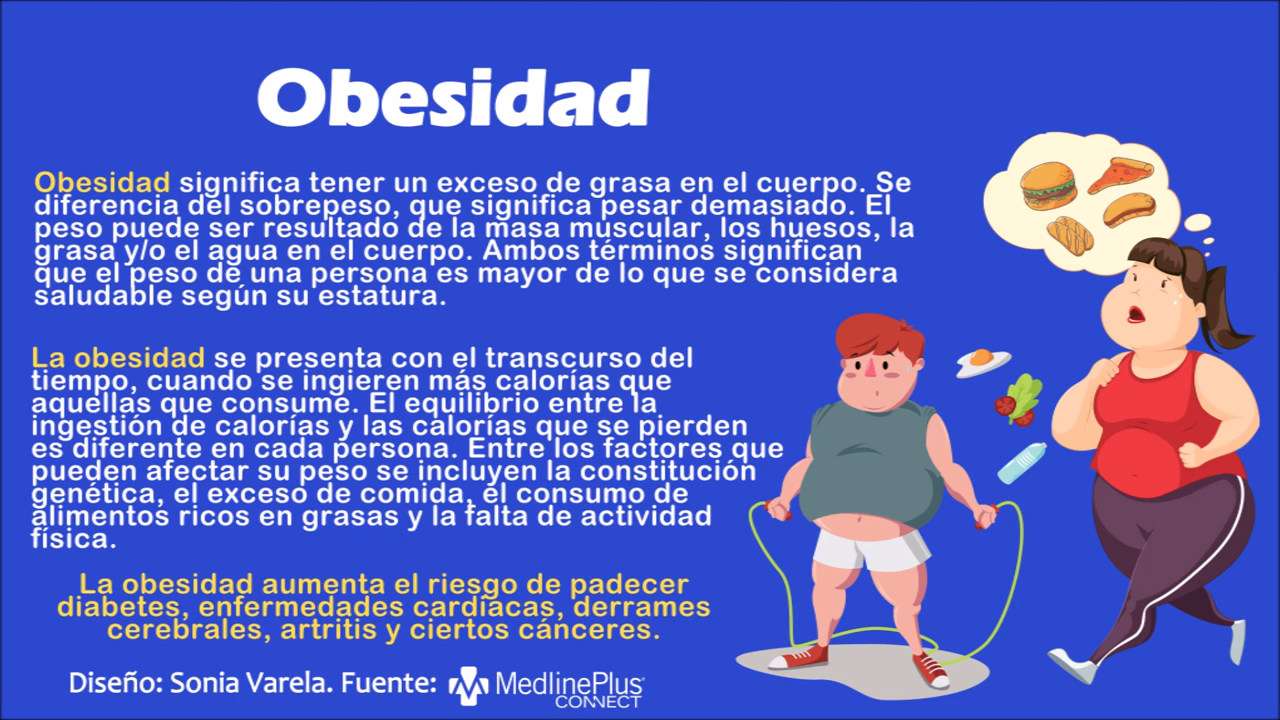 Obesidad
Obesidad significa tener un exceso de grasa en el cuerpo. Se
diferencia del sobrepeso, que significa pesar demasiado. El
peso puede ser resultado de la masa muscular, los huesos, la
grasa y/o el agua en el cuerpo. Ambos términos significan
que el peso de una persona es mayor de lo que se considera
saludable según su estatura.
La obesidad se presenta con el transcurso del
tiempo, cuando se ingieren más calorías que
aquellas que consume. El equilibrio entre la
ingestión de calorías y las calorías que se pierden
es diferente en cada persona. Entre los factores que
pueden afectar su peso se incluyen la constitución
genética, el exceso de comida, el consumo de
alimentos ricos en grasas y la falta de actividad
física.
La obesidad aumenta el riesgo de padecer
diabetes, enfermedades cardíacas, derrames
cerebrales, artritis y ciertos cánceres.
Diseño: Sonia Varela. Fuente: MedlinePlus
CONNECT